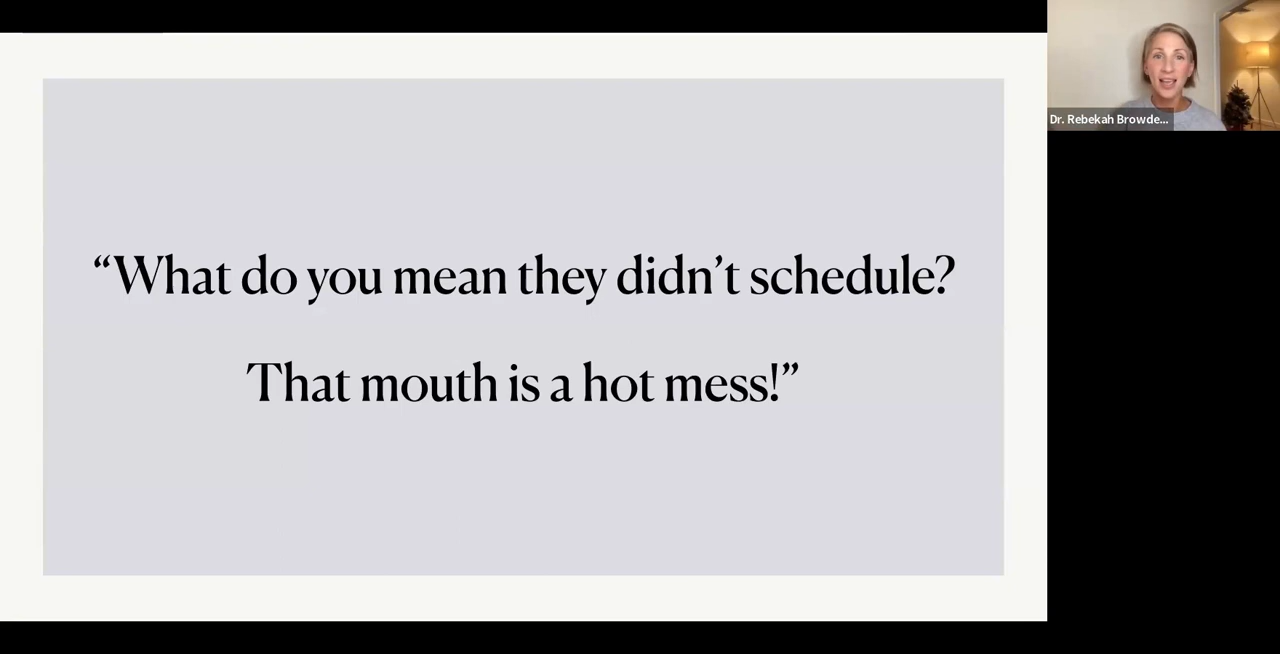 “What do you mean they didn’t schedule?
That mouth is a hot mess!”
Dr. Rebekah Browde...